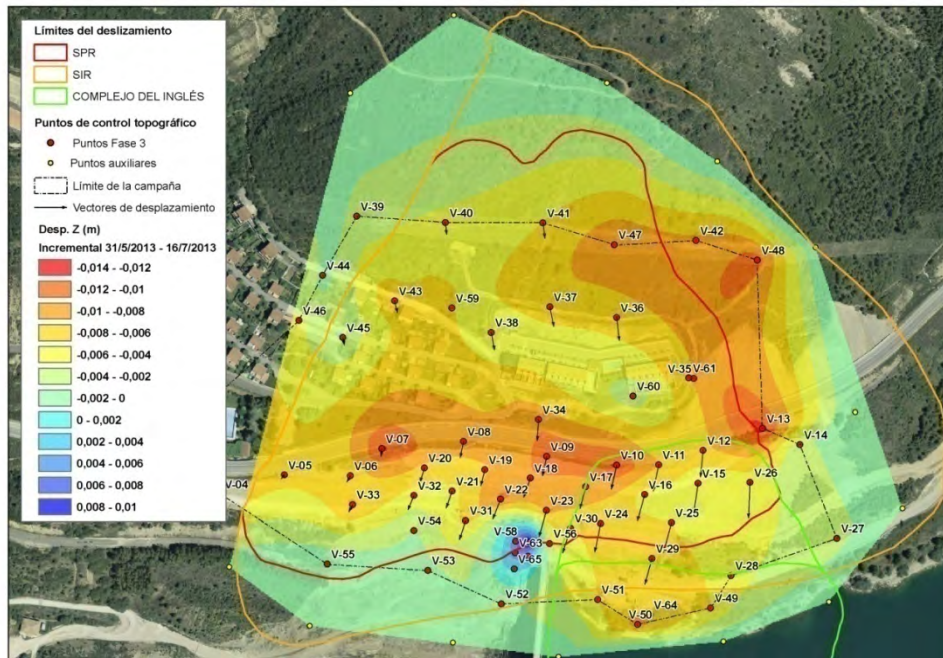 Límites del deslizamiento
SPR
SIR
COMPLEJO DEL INGLÉS
Puntos de control topográfico
Puntos Fase 3
Puntos auxiliares
Límite de la campaña
Vectores de desplazamiento
Desp. Z (m)
Incremental 31/5/2013 - 16/7/2013
-0,014 - -0,012
-0,012 - -0,01
-0,01 - -0,008
-0,008 - -0,006
-0,006 - -0,004
-0,004 - -0,002
-0,002 - 0
0 - 0,002
0,002 - 0,004
0,004 - 0,006
0,006 - 0,008
0,008 - 0,01
V-39
V-40
V-41
V-47
V-42
V-48
V-44
V-46
V-45
V-43
V-59
V-38
V-37
V-36
V-35
V-61
V-60
V-34
V-13
V-14
V-07
V-08
V-09
V-10
V-11
V-12
V-04
V-05
V-06
V-20
V-19
V-18
V-17
V-15
V-26
V-33
V-32
V-21
V-22
V-23
V-16
V-54
V-31
V-58
V-30
V-24
V-25
V-27
V-55
V-53
V-63
V-56
V-65
V-29
V-28
V-52
V-51
V-64
V-50
V-49